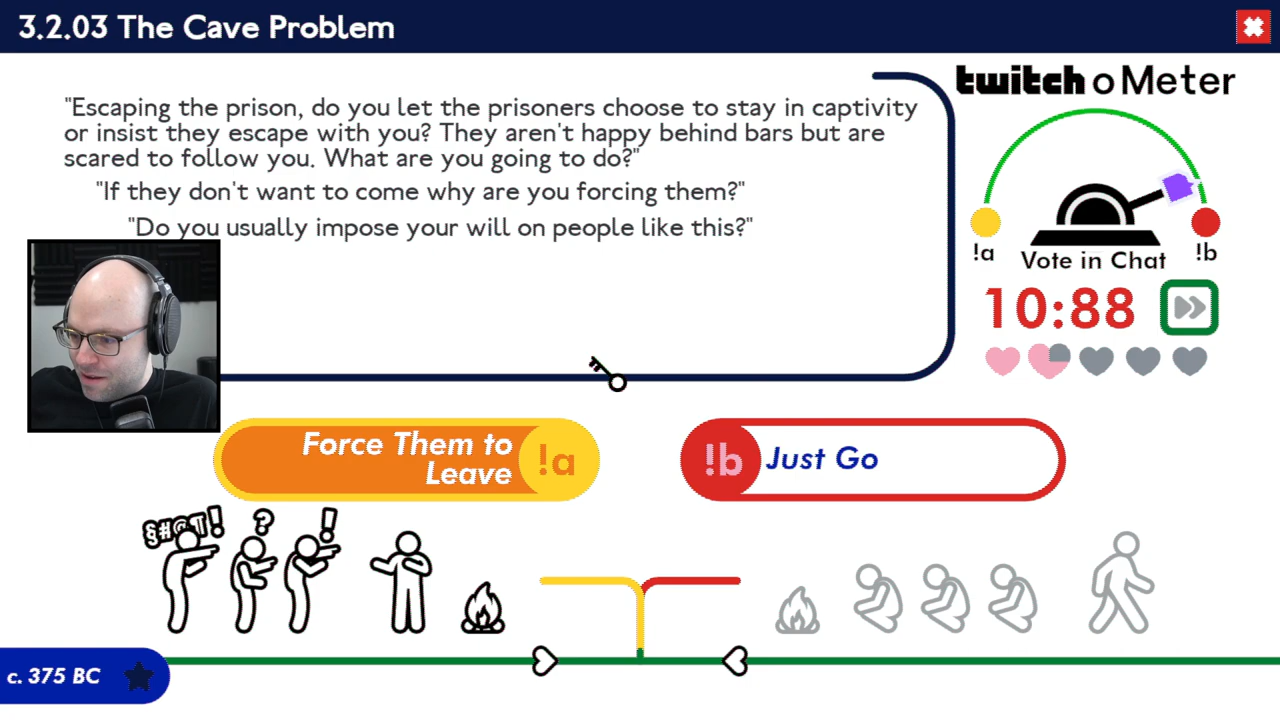 3.2.03 The Cave Problem
"Escaping the prison, do you let the prisoners choose to stay in captivity
or insist they escape with you? They aren't happy behind bars but are
scared to follow you. What are you going to do?"
"If they don't want to come why are you forcing them?"
"Do you usually impose your will on people like this?"
twitch o Meter
!a
Vote in Chat
!b
10:88
Force Them to
Leave
!a
!b
Just Go
§#@¶!
?
!
c. 375 BC